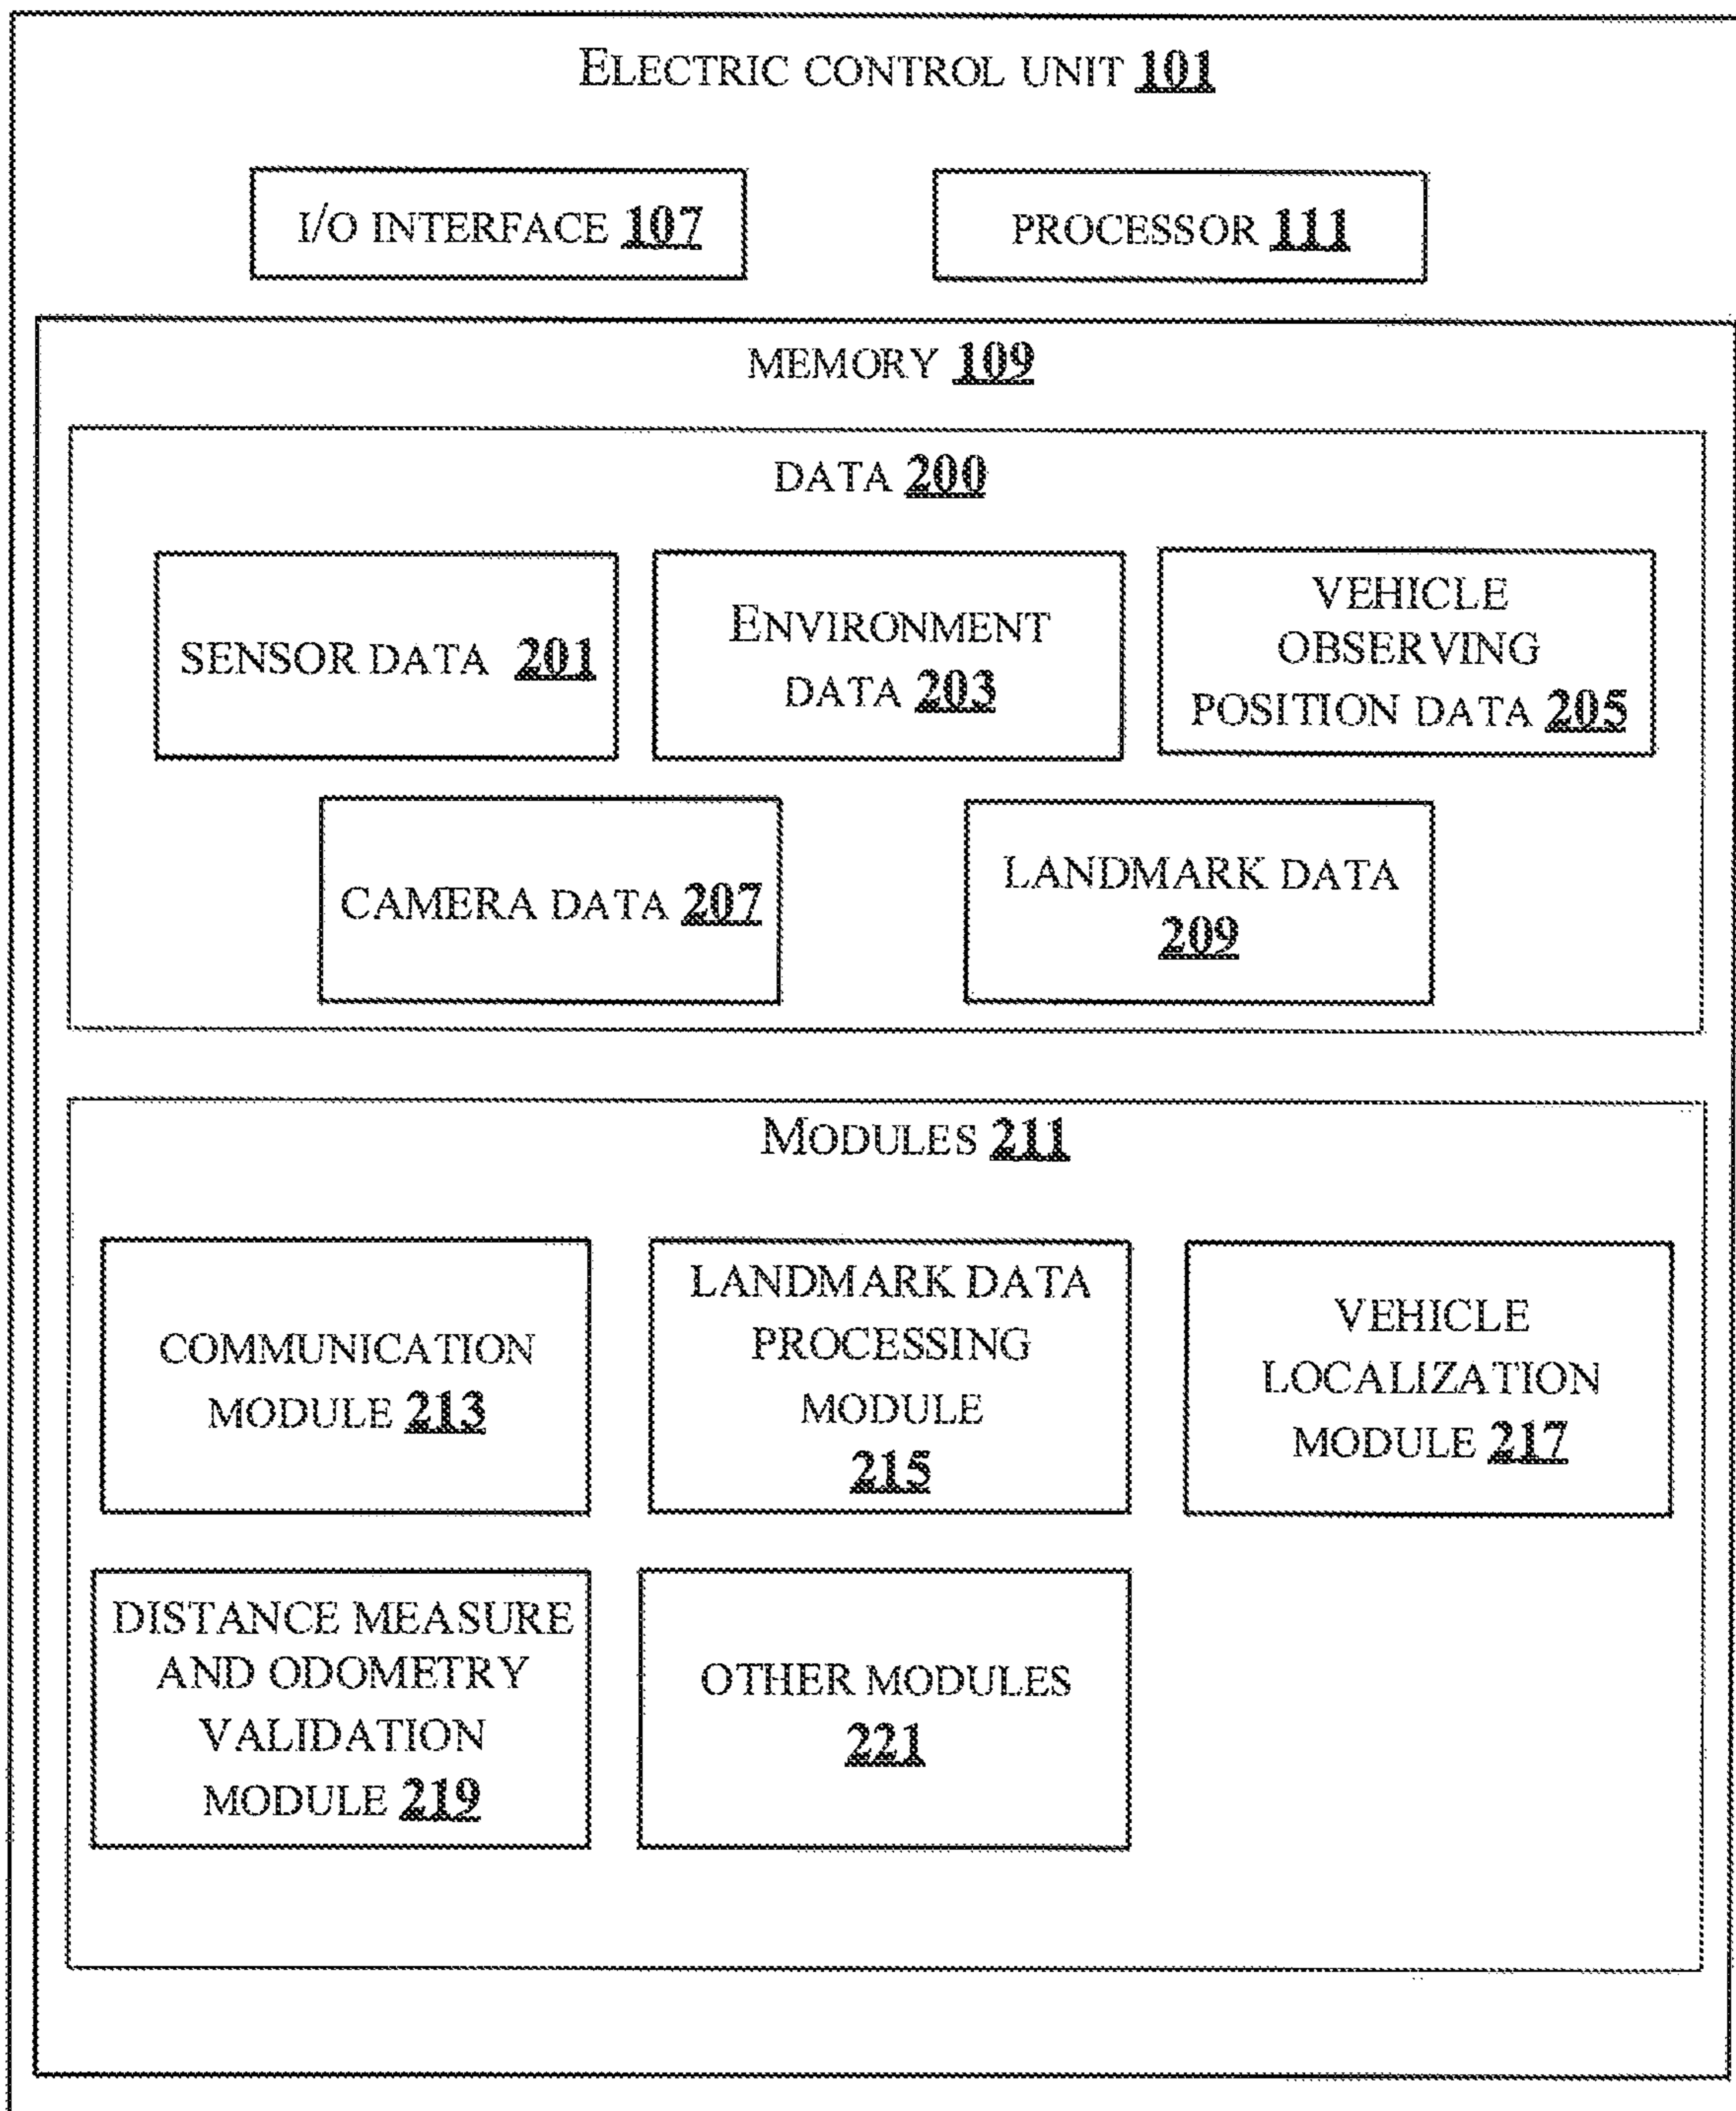 ELECTRIC CONTROL UNIT 101
I/O INTERFACE 107
PROCESSOR 111
MEMORY 109
DATA 200
SENSOR DATA 201
ENVIRONMENT
DATA 203
VEHICLE
OBSERVING
POSITION DATA 205
CAMERA DATA 207
LANDMARK DATA
209
MODULES 211
COMMUNICATION
MODULE 213
LANDMARK DATA
PROCESSING
MODULE
215
VEHICLE
LOCALIZATION
MODULE 217
DISTANCE MEASURE
AND ODOMETRY
VALIDATION
MODULE 219
OTHER MODULES
221